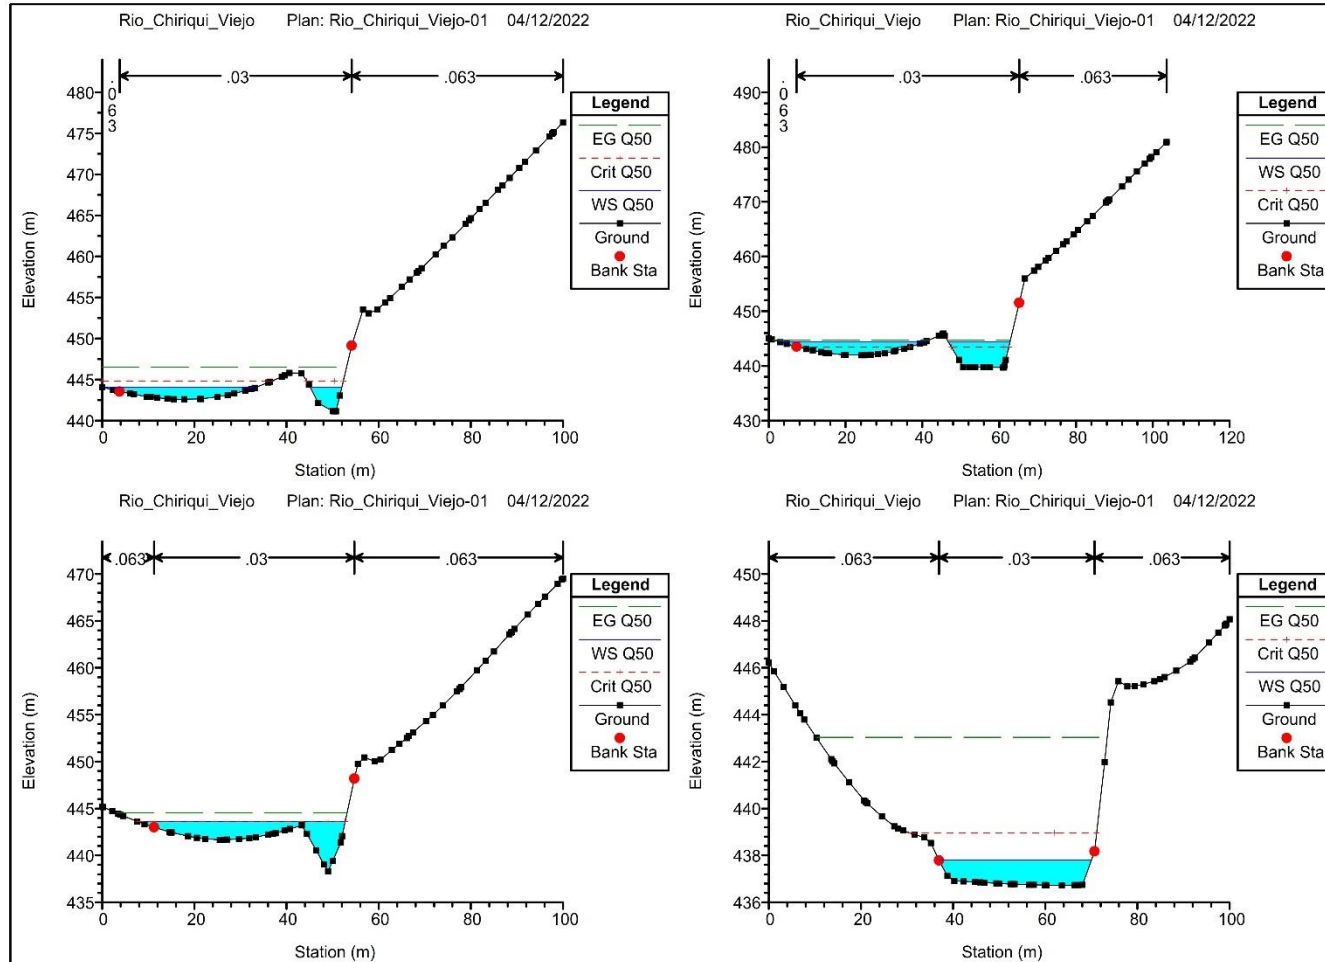 Rio_Chiriqui_Viejo Plan: Rio_Chiriqui_Viejo-01 04/12/2022
.063
.03
.063
Elevation (m)
480
475
470
465
460
455
450
445
440
0 20 40 60 80 100
Station (m)
Legend
EG Q50
Crit Q50
WS Q50
Ground
Bank Sta
Rio_Chiriqui_Viejo Plan: Rio_Chiriqui_Viejo-01 04/12/2022
.063
.03
.063
Elevation (m)
490
480
470
460
450
440
430
0 20 40 60 80 100 120
Station (m)
Legend
EG Q50
WS Q50
Crit Q50
Ground
Bank Sta
Rio_Chiriqui_Viejo Plan: Rio_Chiriqui_Viejo-01 04/12/2022
.063
.03
.063
Elevation (m)
470
465
460
455
450
445
440
435
0 20 40 60 80 100
Station (m)
Legend
EG Q50
WS Q50
Crit Q50
Ground
Bank Sta
Rio_Chiriqui_Viejo Plan: Rio_Chiriqui_Viejo-01 04/12/2022
.063
.03
.063
Elevation (m)
450
448
446
444
442
440
438
436
0 20 40 60 80 100
Station (m)
Legend
EG Q50
Crit Q50
WS Q50
Ground
Bank Sta